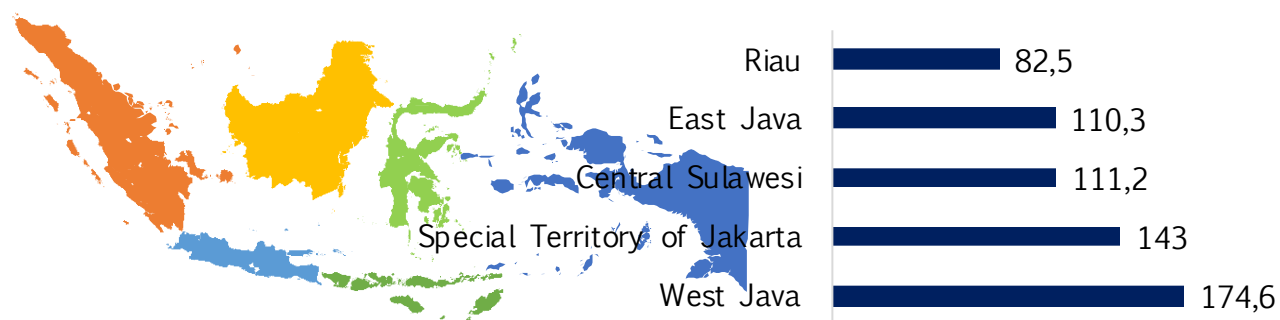 Riau 82,5
East Java 110,3
Central Sulawesi 111,2
Special Territory of Jakarta 143
West Java 174,6